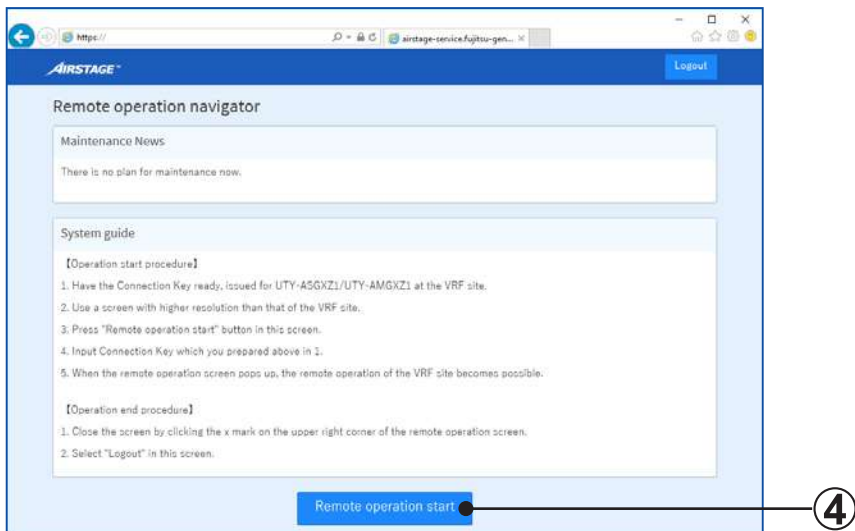 https://
airstage-service.fujitsu-gen...
AIRSTAGE™
Logout
Remote operation navigator
Maintenance News
There is no plan for maintenance now.
System guide
【Operation start procedure】
1. Have the Connection Key ready, issued for UTY-ASGXZ1/UTY-AMGXZ1 at the VRF site.
2. Use a screen with higher resolution than that of the VRF site.
3. Press "Remote operation start" button in this screen.
4. Input Connection Key which you prepared above in 1.
5. When the remote operation screen pops up, the remote operation of the VRF site becomes possible.
【Operation end procedure】
1. Close the screen by clicking the x mark on the upper right corner of the remote operation screen.
2. Select "Logout" in this screen.
Remote operation start
④